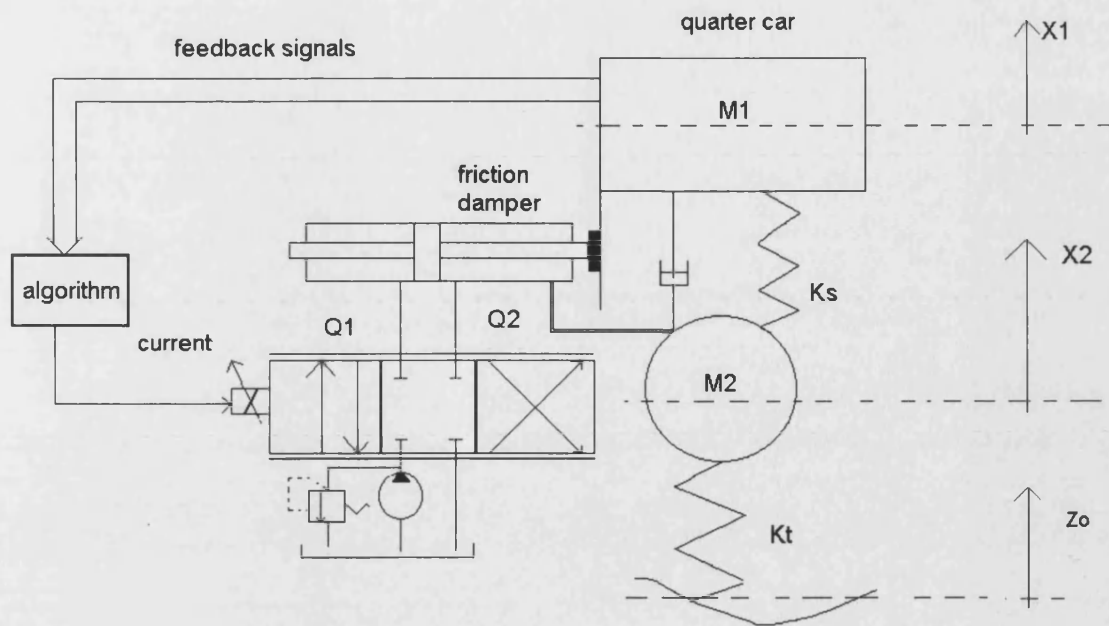 quarter car
X1
feedback signals
M1
friction
damper
X2
algorithm
Ks
Q1
Q2
current
M2
Kt
Zo